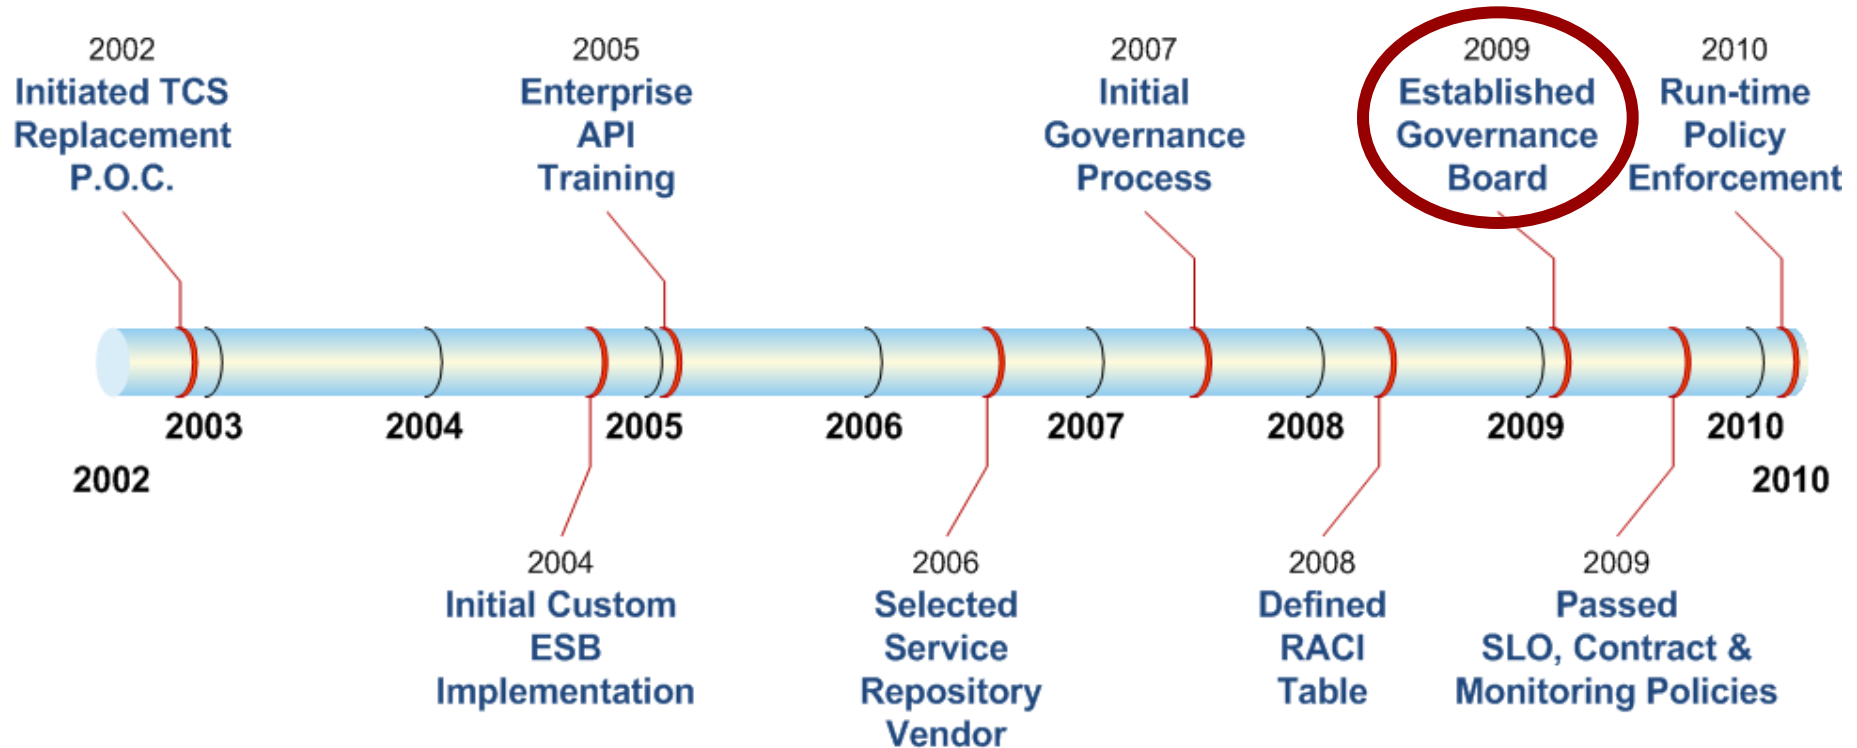 2002
Initiated TCS
Replacement
P.O.C.
2005
Enterprise
API
Training
2007
Initial
Governance
Process
2009
Established
Governance
Board
2010
Run-time
Policy
Enforcement
2003
2004
2005
2006
2007
2008
2009
2010
2002
2010
2004
Initial Custom
ESB
Implementation
2006
Selected
Service
Repository
Vendor
2008
Defined
RACI
Table
2009
Passed
SLO, Contract &
Monitoring Policies